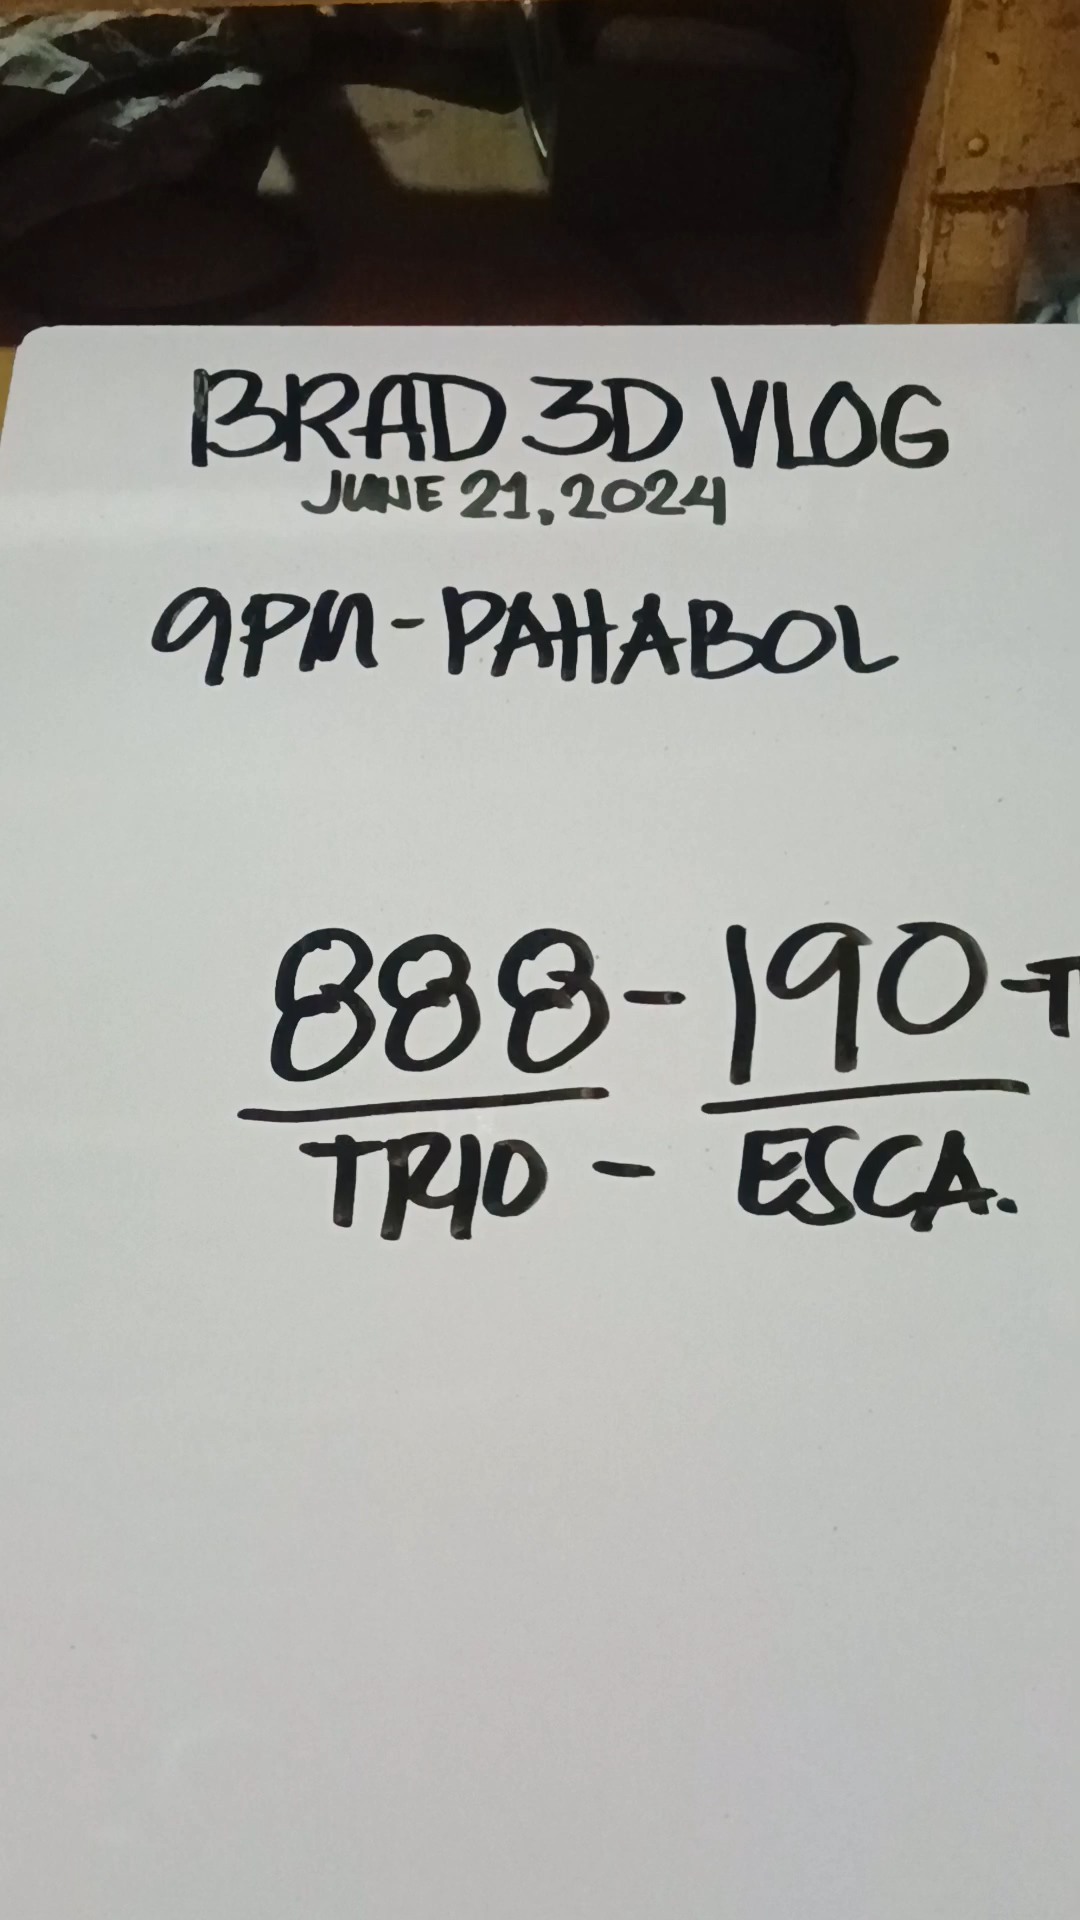 BRAD 3D VLOG
JUNE 21, 2024
9PM - PAHABOL
888 - 190 - T
TRIO - ESCA.